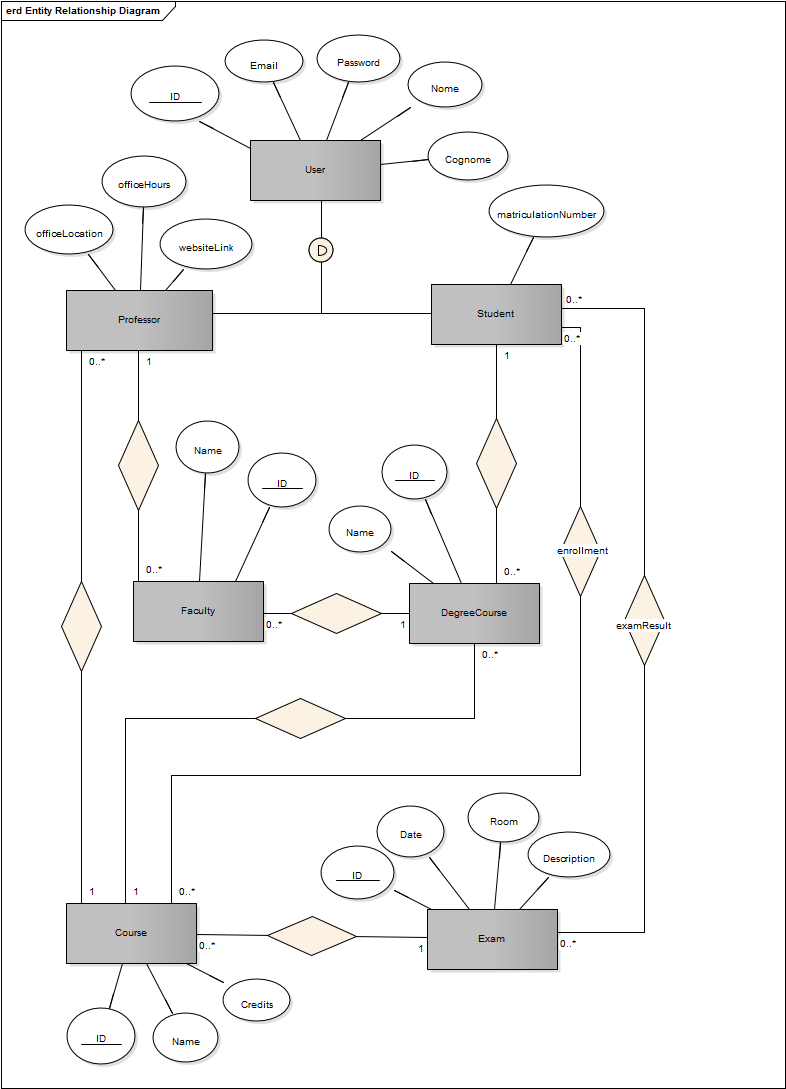 erd Entity Relationship Diagram
Email
Password
ID
Nome
User
Cognome
officeHours
matriculationNumber
officeLocation
websiteLink
D
Professor
Student
0..*
0..*
0..*
1
1
Name
ID
ID
Name
enrollment
0..*
0..*
Faculty
DegreeCourse
0..*
1
examResult
0..*
Room
Date
Description
ID
1
1
0..*
Course
Exam
0..*
1
0..*
Credits
ID
Name